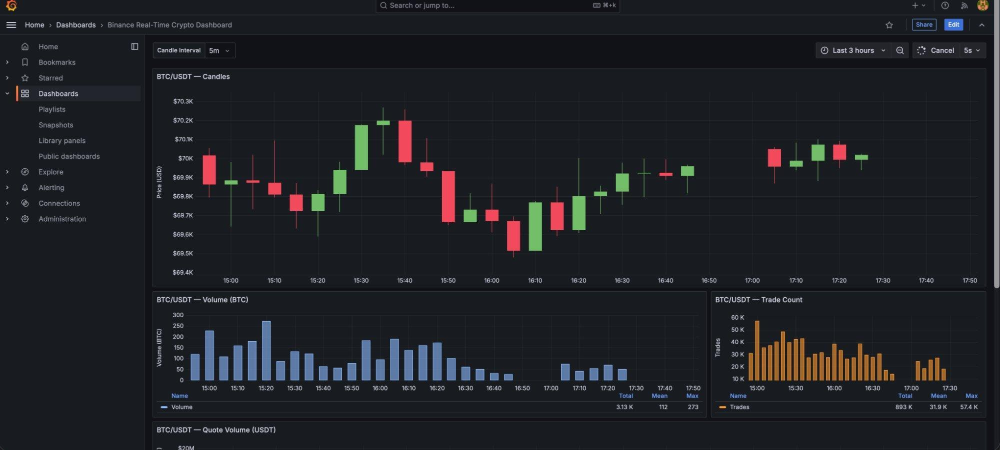 Search or jump to... ⌘+k
Home › Dashboards › Binance Real-Time Crypto Dashboard
Share
Edit
Home
Bookmarks
Starred
Dashboards
Playlists
Snapshots
Library panels
Public dashboards
Explore
Alerting
Connections
Administration
Candle Interval 5m
Last 3 hours
Cancel 5s
BTC/USDT — Candles
Price (USD)
$70.3K
$70.2K
$70.1K
$70K
$69.9K
$69.8K
$69.7K
$69.6K
$69.5K
$69.4K
15:00 15:10 15:20 15:30 15:40 15:50 16:00 16:10 16:20 16:30 16:40 16:50 17:00 17:10 17:20 17:30 17:40 17:50
BTC/USDT — Volume (BTC)
Volume (BTC)
300
250
200
150
100
50
0
15:00 15:10 15:20 15:30 15:40 15:50 16:00 16:10 16:20 16:30 16:40 16:50 17:00 17:10 17:20 17:30 17:40 17:50
Name Total Mean Max
Volume 3.13 K 112 273
BTC/USDT — Trade Count
Trades
60 K
50 K
40 K
30 K
20 K
10 K
15:00 15:30 16:00 16:30 17:00 17:30
Name Total Mean Max
Trades 893 K 31.9 K 57.4 K
BTC/USDT — Quote Volume (USDT)
$20M